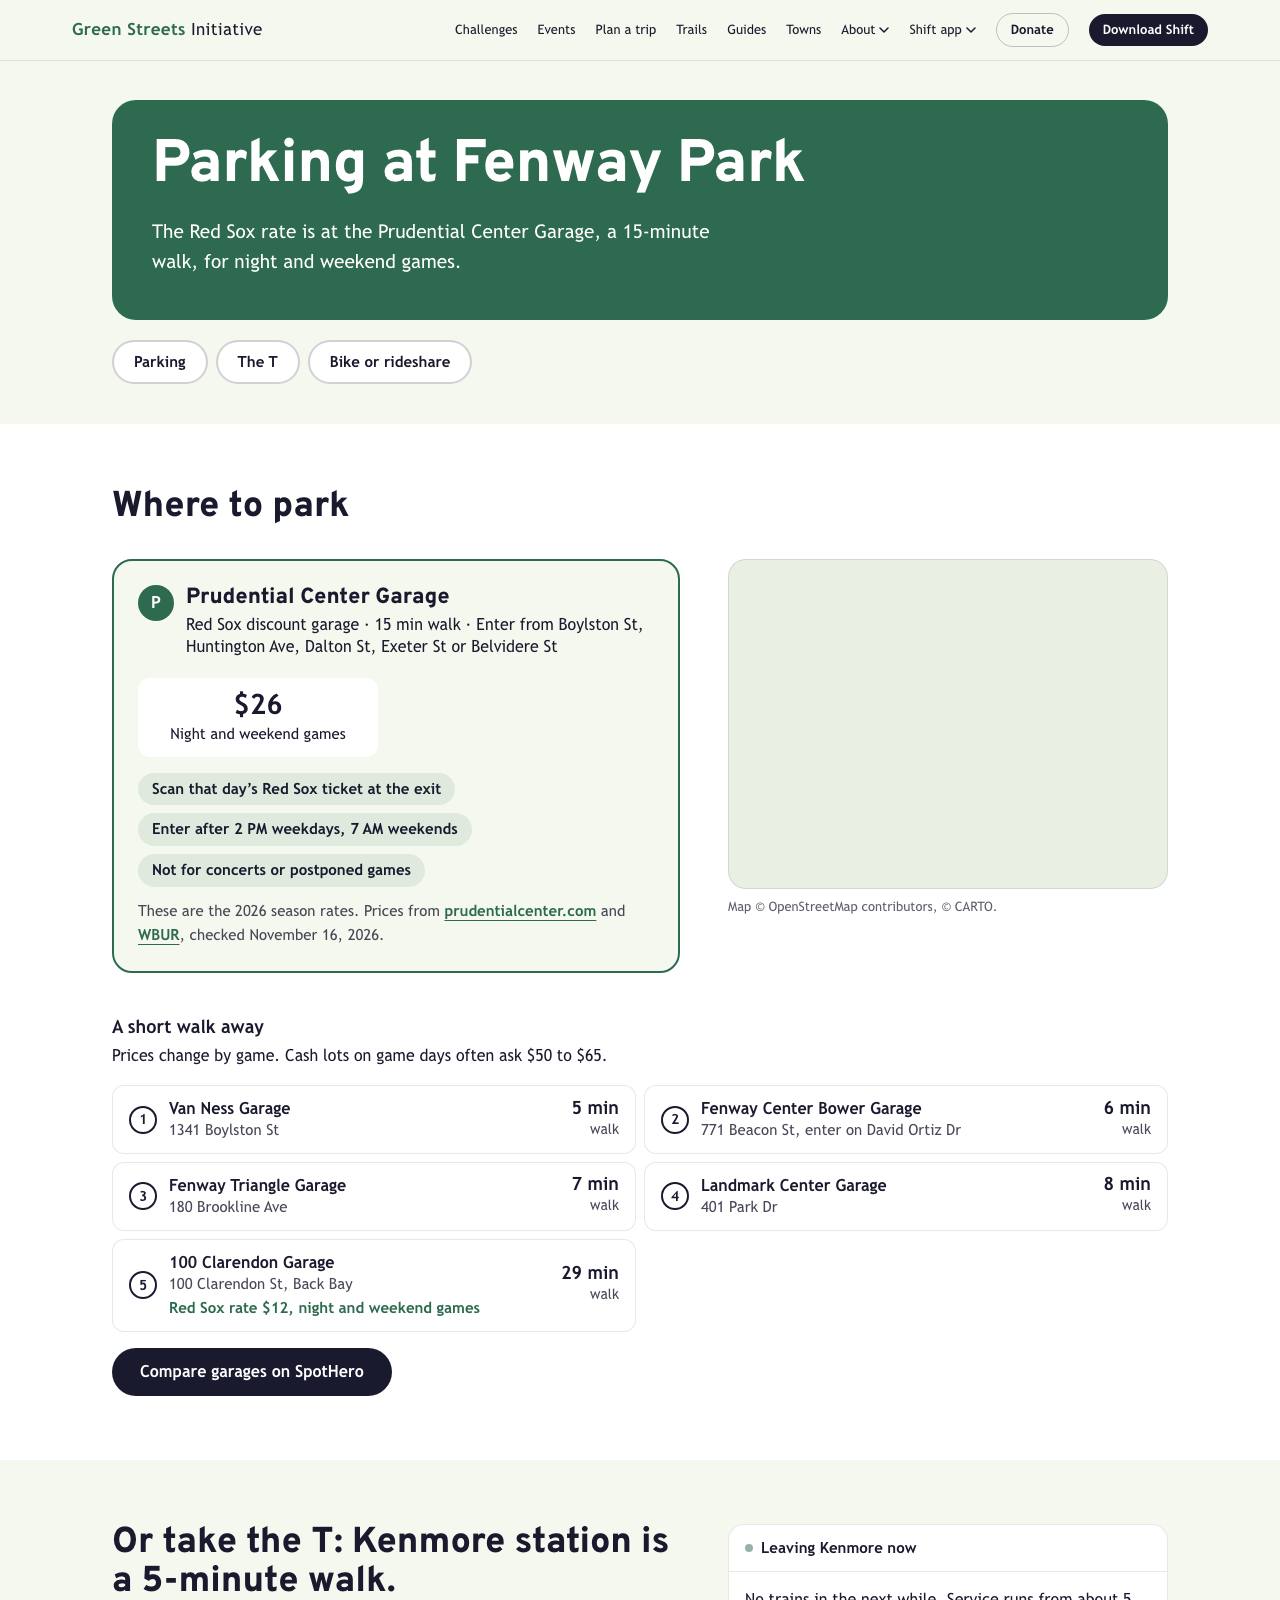 Green Streets Initiative
Challenges Events Plan a trip Trails Guides Towns About Shift app Donate Download Shift
Parking at Fenway Park
The Red Sox rate is at the Prudential Center Garage, a 15-minute
walk, for night and weekend games.
Parking The T Bike or rideshare
Where to park
P
Prudential Center Garage
Red Sox discount garage · 15 min walk · Enter from Boylston St,
Huntington Ave, Dalton St, Exeter St or Belvidere St
$26
Night and weekend games
Scan that day’s Red Sox ticket at the exit
Enter after 2 PM weekdays, 7 AM weekends
Not for concerts or postponed games
These are the 2026 season rates. Prices from prudentialcenter.com and
WBUR, checked November 16, 2026.
Map © OpenStreetMap contributors, © CARTO.
A short walk away
Prices change by game. Cash lots on game days often ask $50 to $65.
1
Van Ness Garage
1341 Boylston St
5 min
walk
2
Fenway Center Bower Garage
771 Beacon St, enter on David Ortiz Dr
6 min
walk
3
Fenway Triangle Garage
180 Brookline Ave
7 min
walk
4
Landmark Center Garage
401 Park Dr
8 min
walk
5
100 Clarendon Garage
100 Clarendon St, Back Bay
Red Sox rate $12, night and weekend games
29 min
walk
Compare garages on SpotHero
Or take the T: Kenmore station is
a 5-minute walk.
Leaving Kenmore now
No trains in the next while. Service runs from about 5